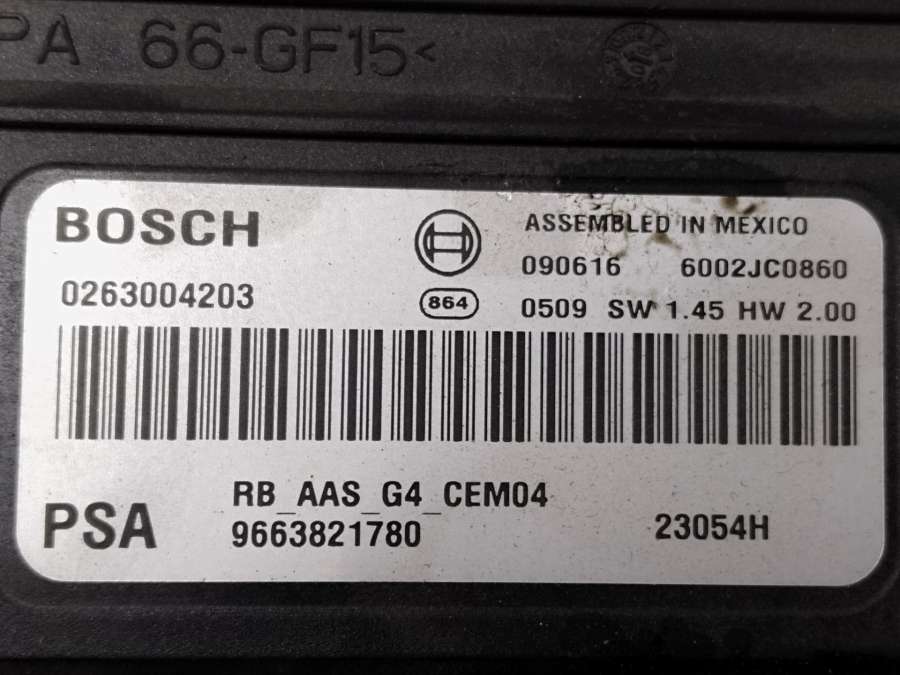 PA 66-GF15<
BOSCH
ASSEMBLED IN MEXICO
0263004203
090616 6002JC0860
864
0509 SW 1.45 HW 2.00
PSA
RB_AAS_G4_CEM04
9663821780
23054H